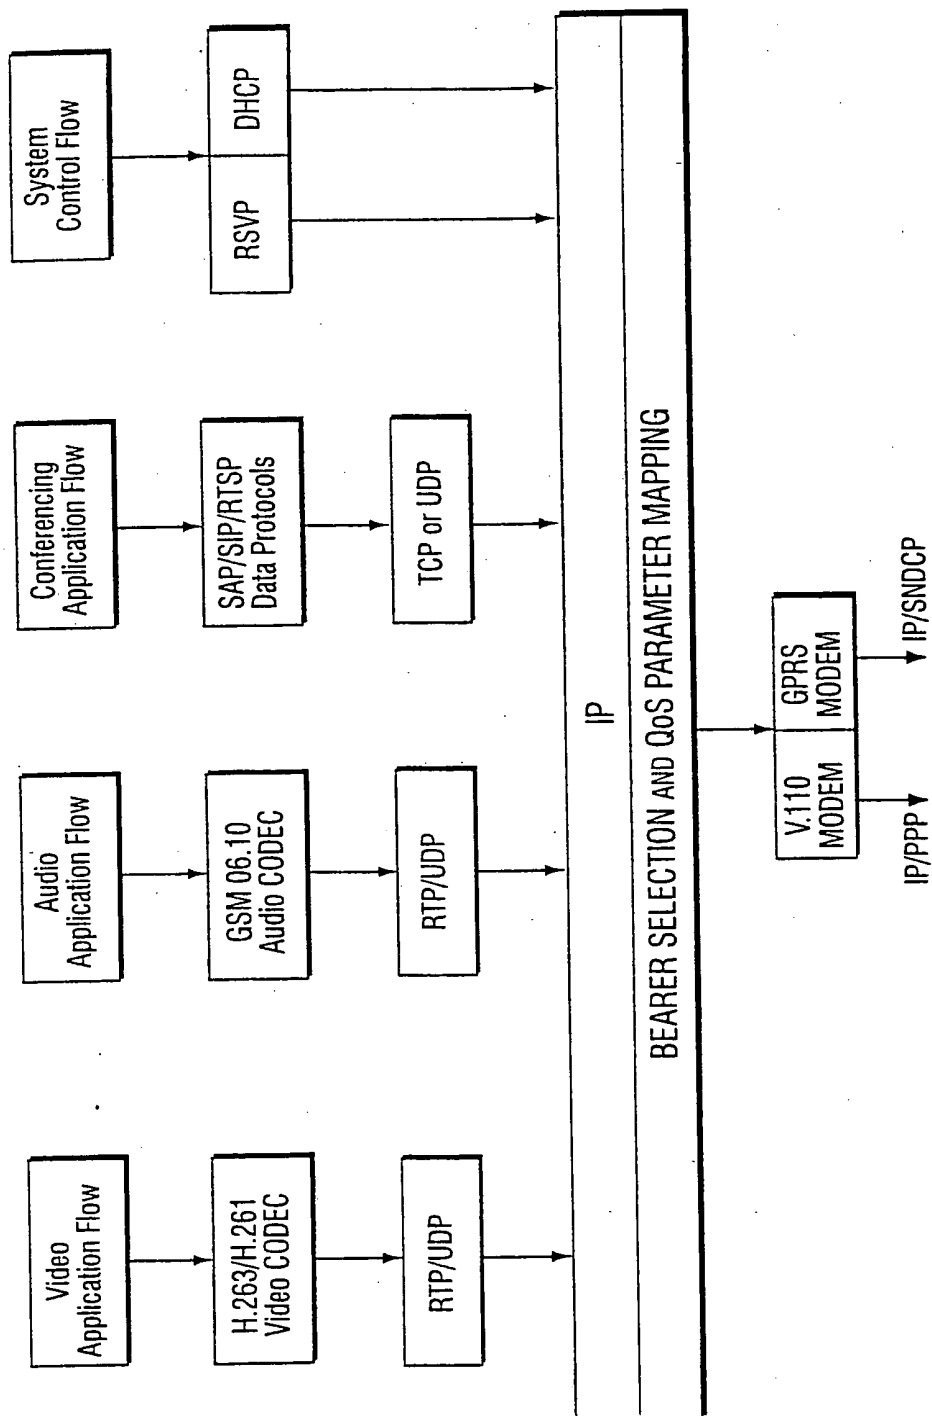 Video
Application Flow
H.263/H.261
Video CODEC
RTP/UDP
Audio
Application Flow
GSM 06.10
Audio CODEC
RTP/UDP
Conferencing
Application Flow
SAP/SIP/RTSP
Data Protocols
TCP or UDP
System
Control Flow
RSVP
DHCP
IP
BEARER SELECTION AND QoS PARAMETER MAPPING
V.110
MODEM
GPRS
MODEM
IP/PPP
IP/SNDCP